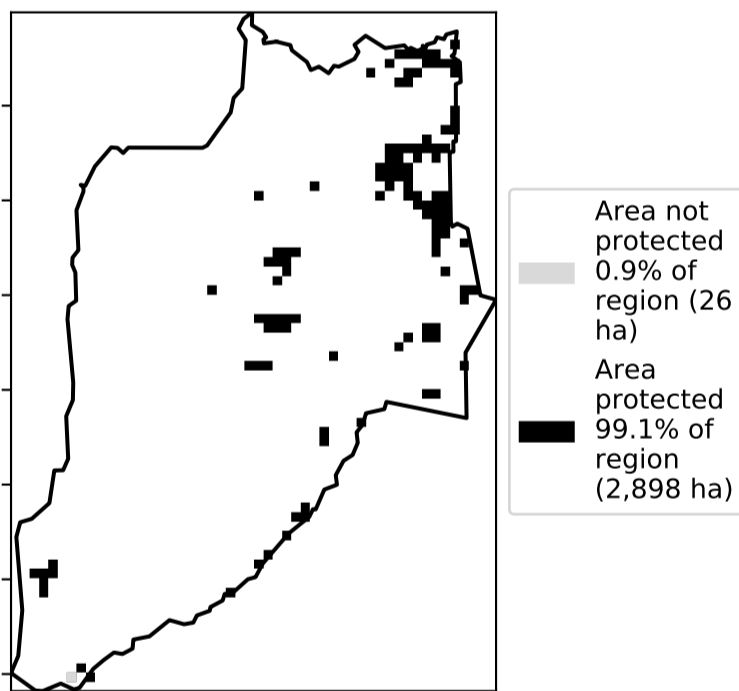 Area not
protected
0.9% of
region (26
ha)
Area
protected
99.1% of
region
(2,898 ha)